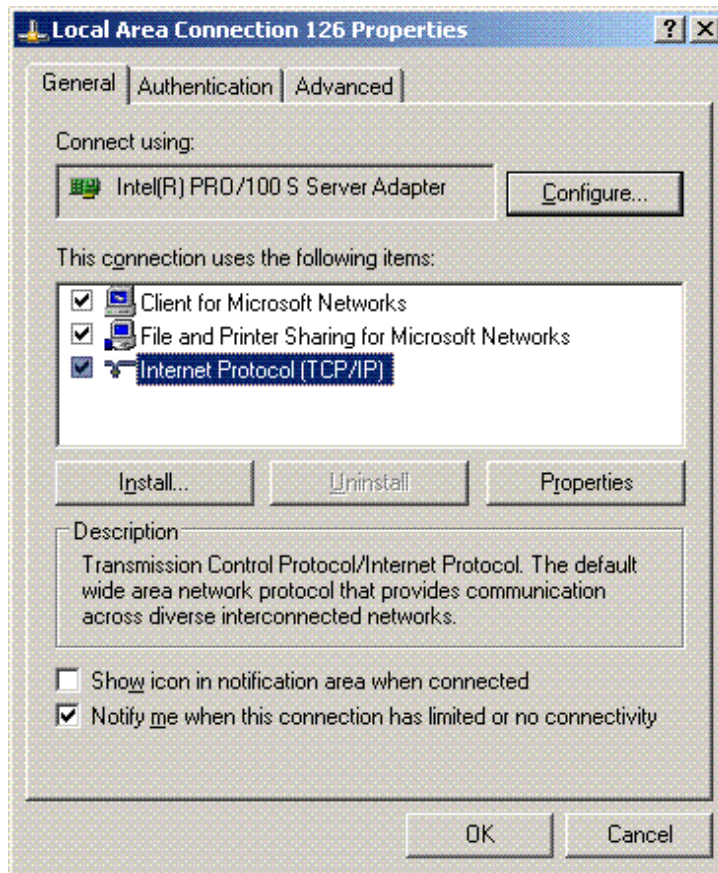 Local Area Connection 126 Properties
General Authentication Advanced
Connect using:
Intel(R) PRO/100 S Server Adapter
Configure...
This connection uses the following items:
Client for Microsoft Networks
File and Printer Sharing for Microsoft Networks
Internet Protocol (TCP/IP)
Install... Uninstall Properties
Description
Transmission Control Protocol/Internet Protocol. The default
wide area network protocol that provides communication
across diverse interconnected networks.
Show icon in notification area when connected
Notify me when this connection has limited or no connectivity
OK Cancel